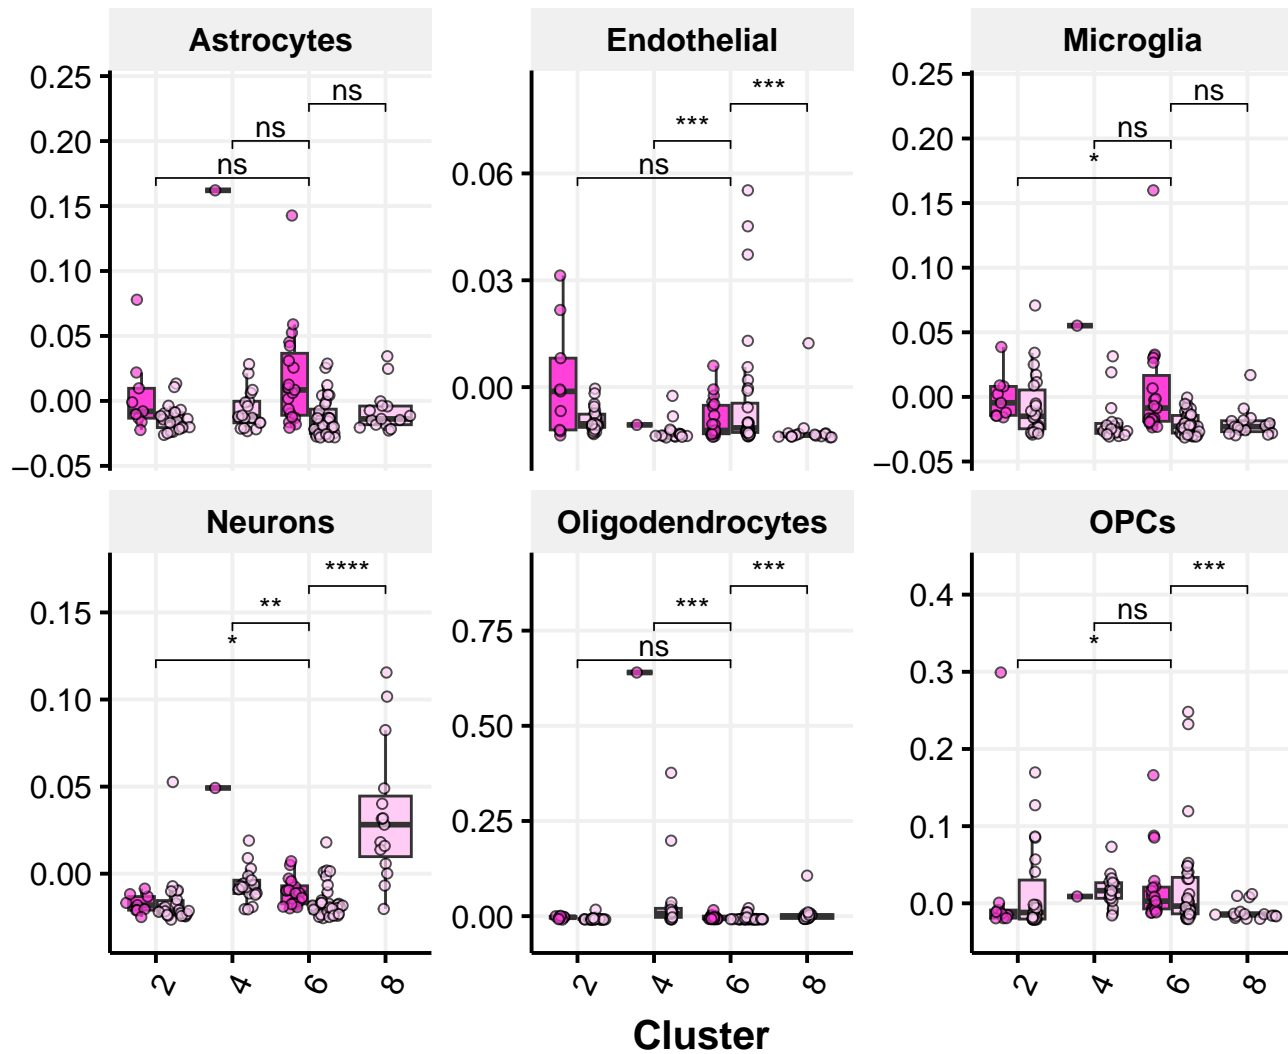 Astrocytes
Endothelial
Microglia
0.25
0.20
0.15
0.10
0.05
0.00
−0.05
ns
ns
ns
0.06
0.03
0.00
***
***
ns
0.25
0.20
0.15
0.10
0.05
0.00
−0.05
ns
ns
*
Neurons
Oligodendrocytes
OPCs
0.15
0.10
0.05
0.00
****
**
*
0.75
0.50
0.25
0.00
***
***
ns
0.4
0.3
0.2
0.1
0.0
***
ns
*
2 4 6 8
2 4 6 8
2 4 6 8
Cluster